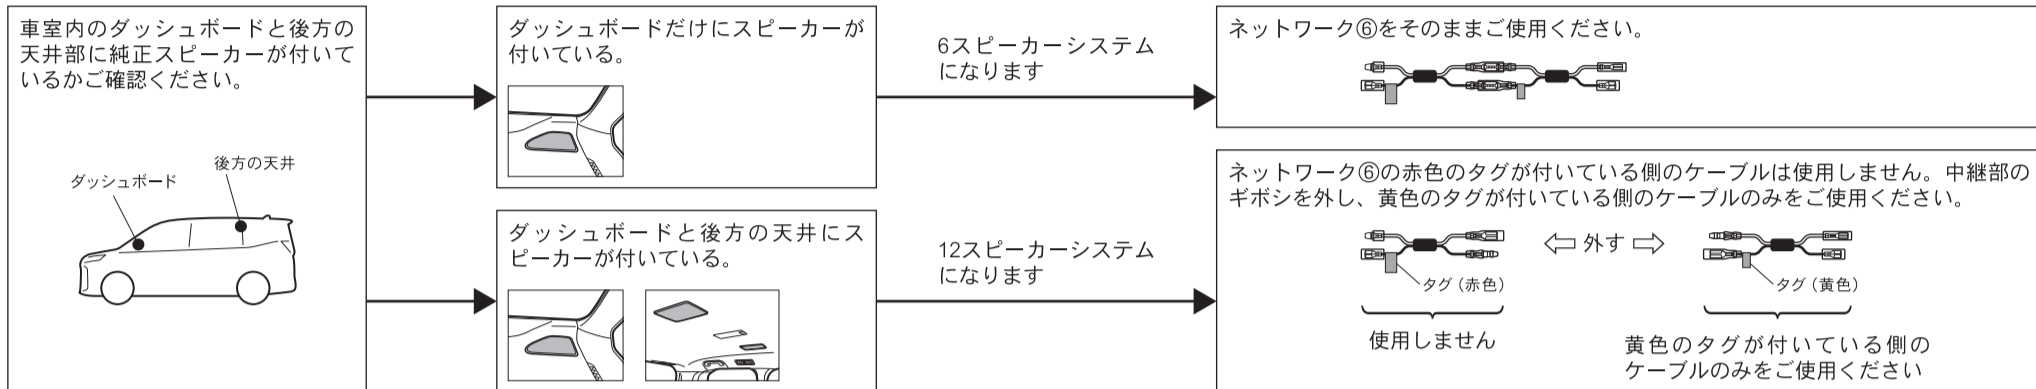 車室内のダッシュボードと後方の
天井部に純正スピーカーが付いて
いるかご確認ください。
後方の天井
ダッシュボード
ダッシュボードだけにスピーカーが
付いている。
6スピーカーシステム
になります
ネットワーク⑥をそのままご使用ください。
ダッシュボードと後方の天井にス
ピーカーが付いている。
12スピーカーシステム
になります
ネットワーク⑥の赤色のタグが付いている側のケーブルは使用しません。中継部の
ギボシを外し、黄色のタグが付いている側のケーブルのみをご使用ください。
外す
タグ（赤色）
タグ（黄色）
使用しません
黄色のタグが付いている側の
ケーブルのみをご使用ください